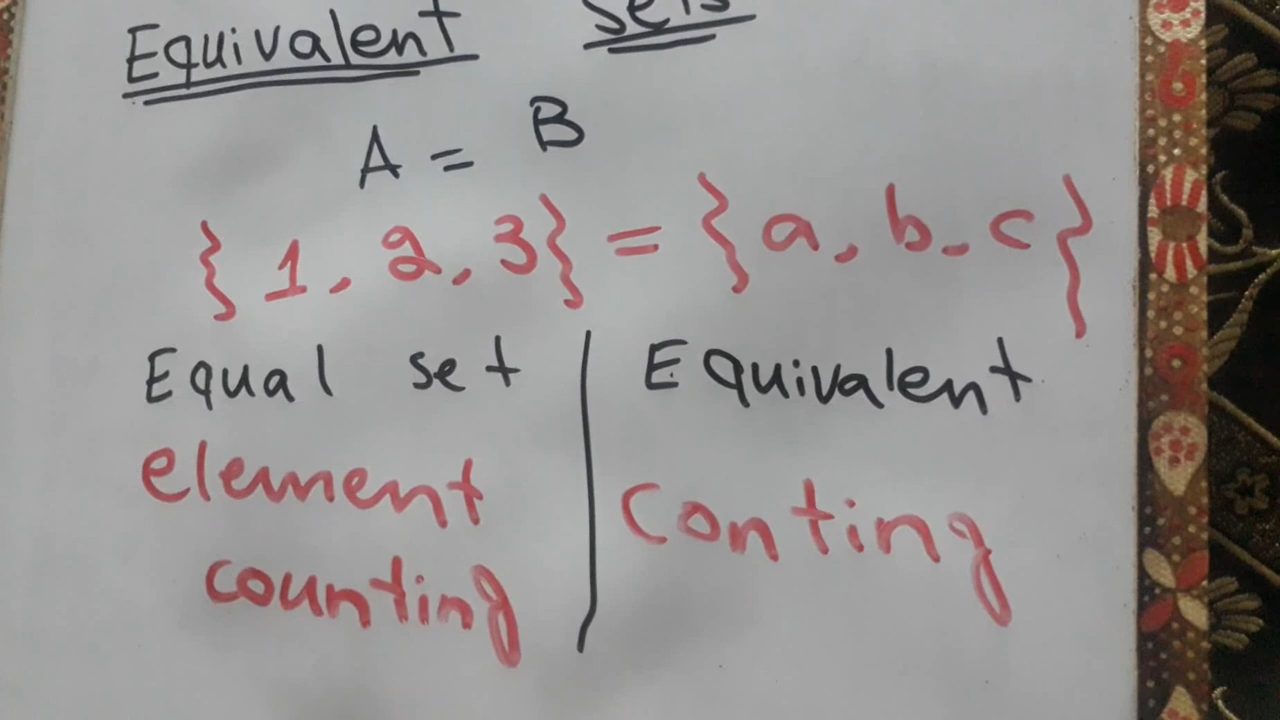 Equivalent Sets
A = B
} 1, 2, 3} = } a, b, c }
Equal set | Equivalent
element
counting
Conting